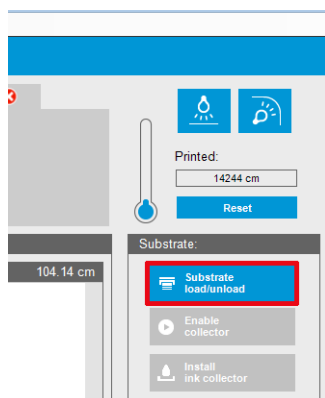 Printed:
14244 cm
Reset
Substrate:
104.14 cm
Substrate
load/unload
Enable
collector
Install
ink collector